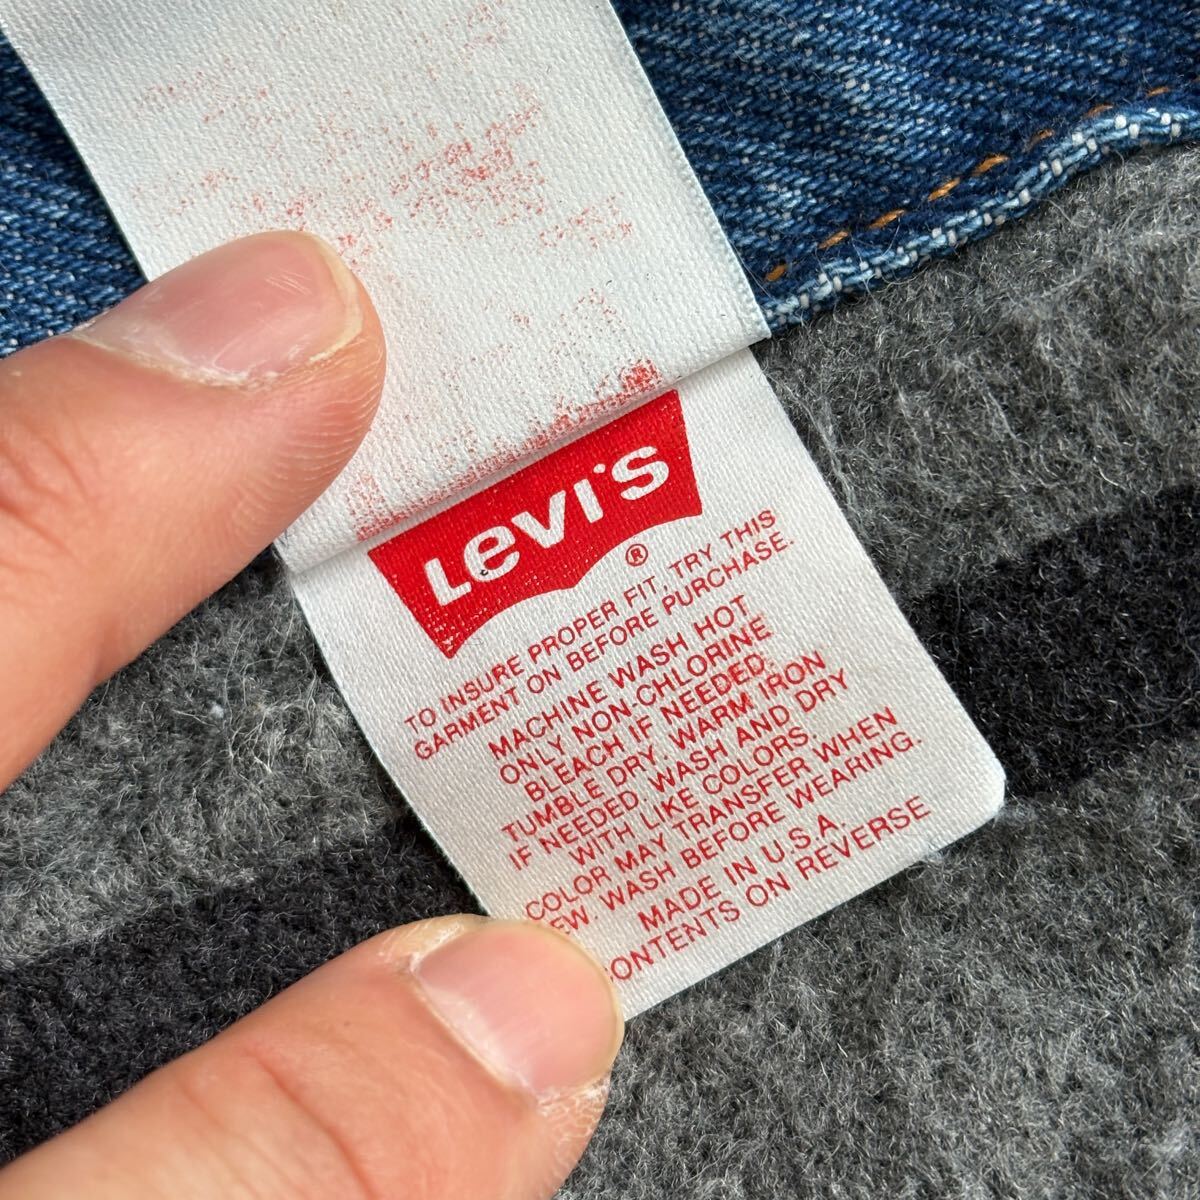 Levi's
®
TO INSURE PROPER FIT, TRY THIS
GARMENT ON BEFORE PURCHASE.
MACHINE WASH HOT.
ONLY NON-CHLORINE
BLEACH IF NEEDED.
TUMBLE DRY. WARM IRON
IF NEEDED. WASH AND DRY
WITH LIKE COLORS.
COLOR MAY TRANSFER WHEN
EW. WASH BEFORE WEARING.
MADE IN U.S.A.
ONTENTS ON REVERSE